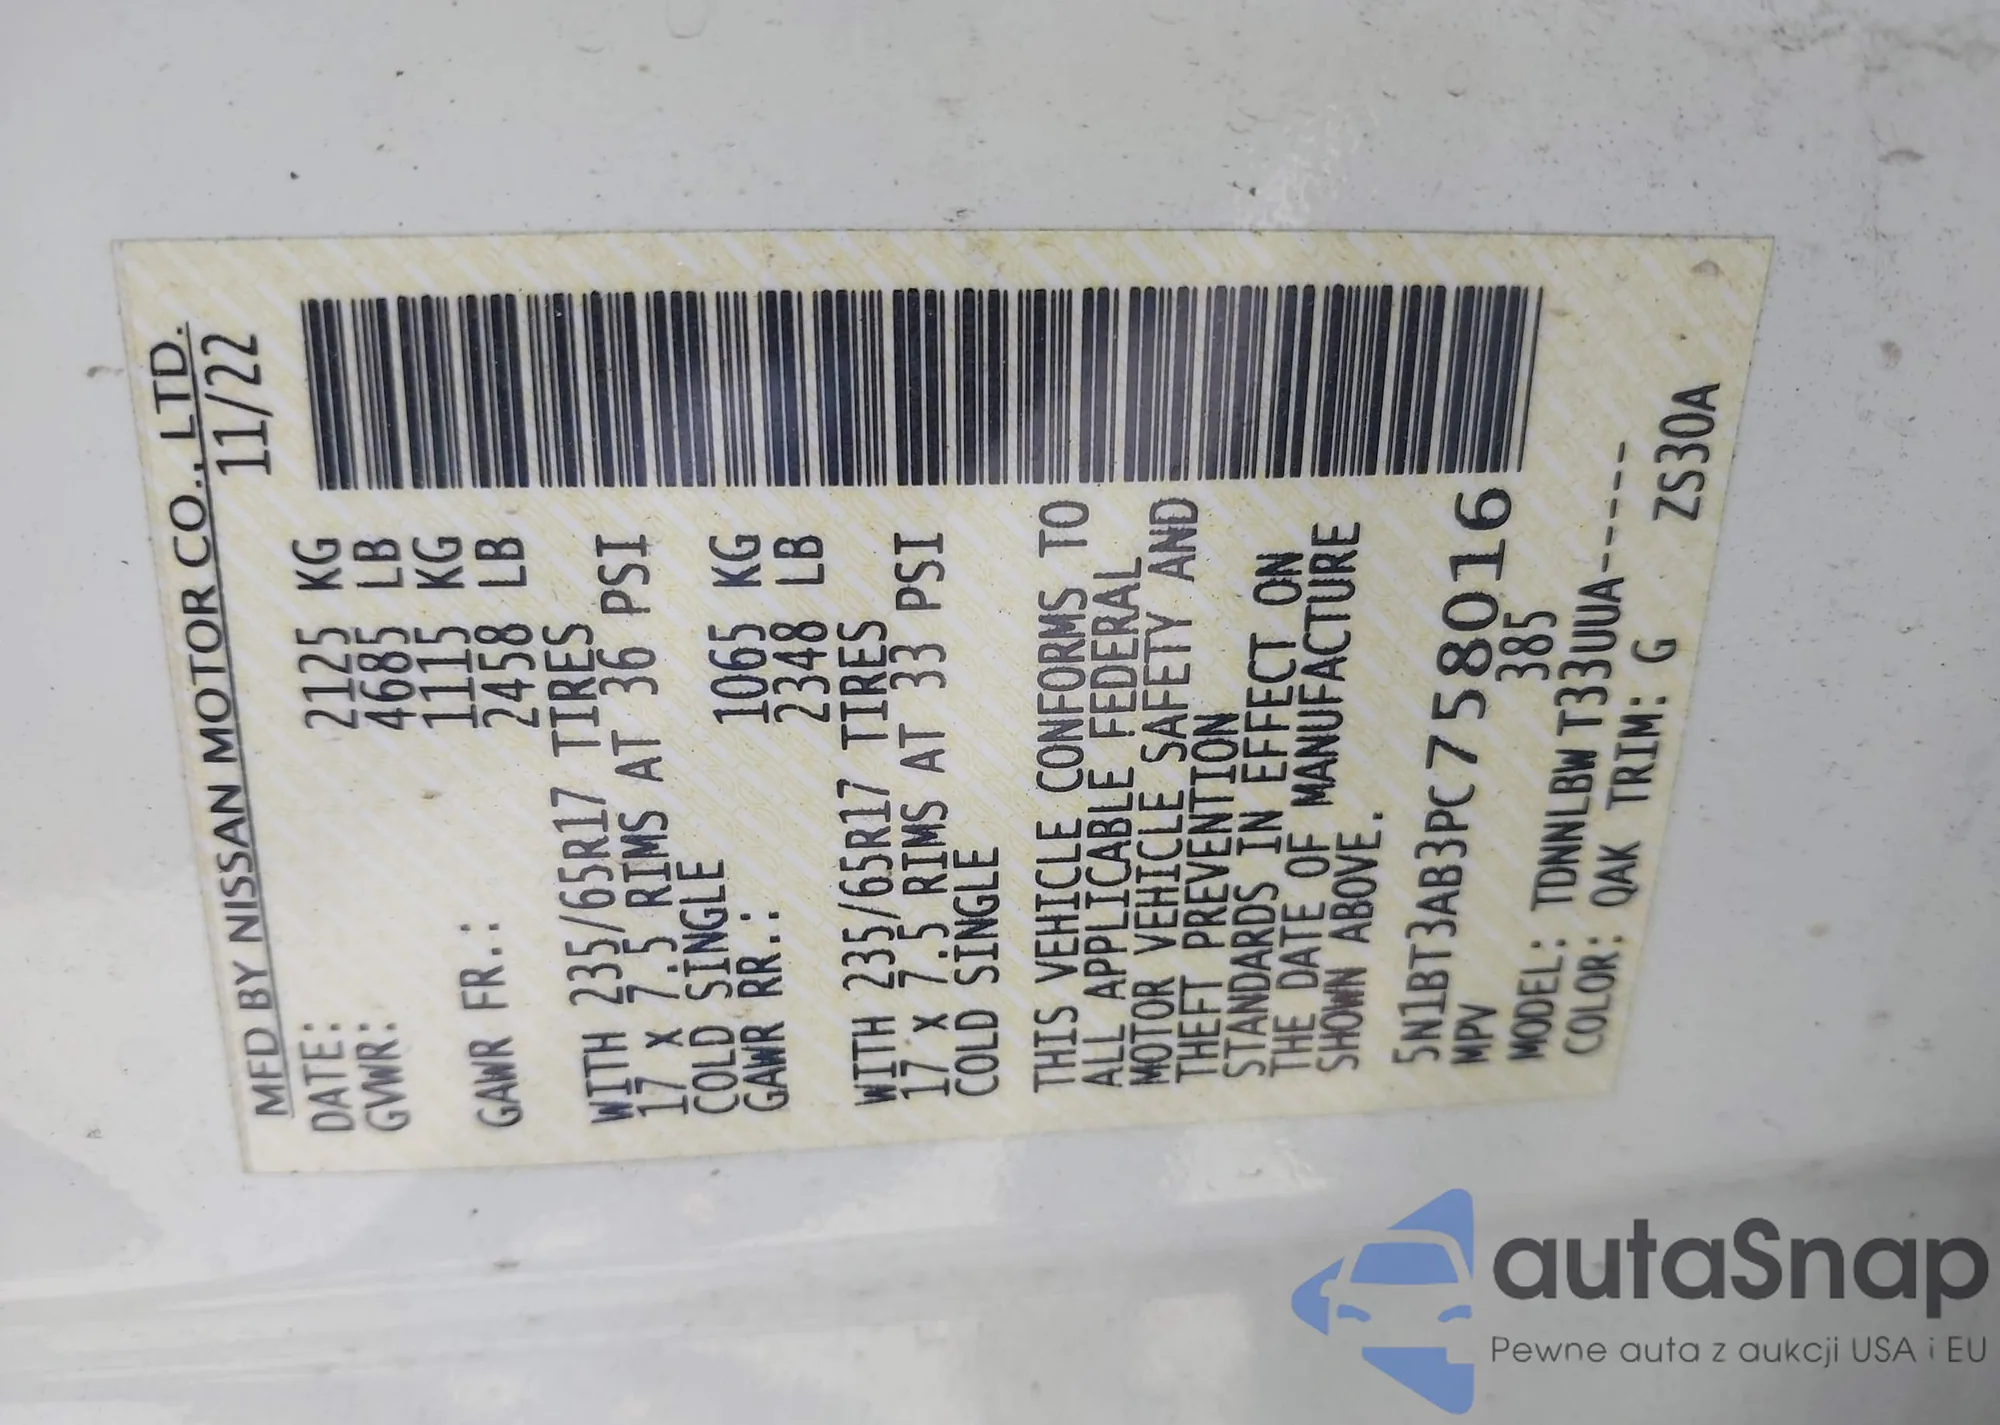 MFD BY NISSAN MOTOR CO., LTD.
DATE: 11/22
GVWR: 2125 KG
4685 LB
GAWR FR.: 1115 KG
2458 LB
WITH 235/65R17 TIRES
17 x 7.5 RIMS AT 36 PSI
COLD SINGLE
GAWR RR.: 1065 KG
2348 LB
WITH 235/65R17 TIRES
17 x 7.5 RIMS AT 33 PSI
COLD SINGLE
THIS VEHICLE CONFORMS TO
ALL APPLICABLE FEDERAL
MOTOR VEHICLE SAFETY AND
THEFT PREVENTION
STANDARDS IN EFFECT ON
THE DATE OF MANUFACTURE
SHOWN ABOVE.
5N1BT3AB3PC758016
MPV 385
MODEL: TDNNLBW T33UUA-----
COLOR: QAK TRIM: G
ZS30A
autaSnap
Pewne auta z aukcji USA i EU